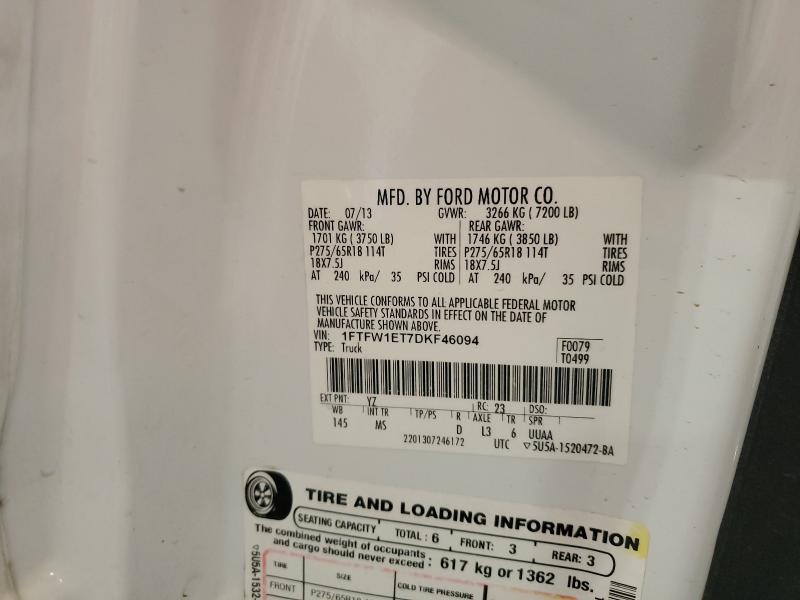 MFD. BY FORD MOTOR CO.
DATE: 07/13 GVWR: 3266 KG ( 7200 LB)
FRONT GAWR: REAR GAWR:
1701 KG ( 3750 LB) WITH 1746 KG ( 3850 LB) WITH
P275/65R18 114T TIRES P275/65R18 114T TIRES
18X7.5J RIMS 18X7.5J RIMS
AT 240 kPa/ 35 PSI COLD AT 240 kPa/ 35 PSI COLD
THIS VEHICLE CONFORMS TO ALL APPLICABLE FEDERAL MOTOR
VEHICLE SAFETY STANDARDS IN EFFECT ON THE DATE OF
MANUFACTURE SHOWN ABOVE.
VIN: 1FTFW1ET7DKF46094 F0079
TYPE: Truck T0499
EXT PNT: YZ RC: 23 DSO:
WB INT TR TP/PS R AXLE TR SPR
145 MS D L3 6 UUAA
2201307246172 UTC ▽5U5A-1520472-BA
TIRE AND LOADING INFORMATION
SEATING CAPACITY TOTAL : 6 FRONT: 3 REAR: 3
The combined weight of occupants
and cargo should never exceed : 617 kg or 1362 lbs.
▽5U5A-1532
TIRE SIZE COLD TIRE PRESSURE
FRONT P275/65R18